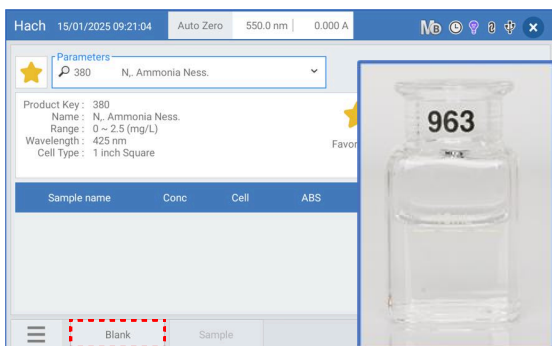 Hach 15/01/2025 09:21:04 Auto Zero 550.0 nm 0.000 A
Parameters
380 N,. Ammonia Ness.
Product Key : 380
Name : N,. Ammonia Ness.
Range : 0 ~ 2.5 (mg/L)
Wavelength : 425 nm
Cell Type : 1 inch Square
Favor
963
Sample name Conc Cell ABS
Blank Sample